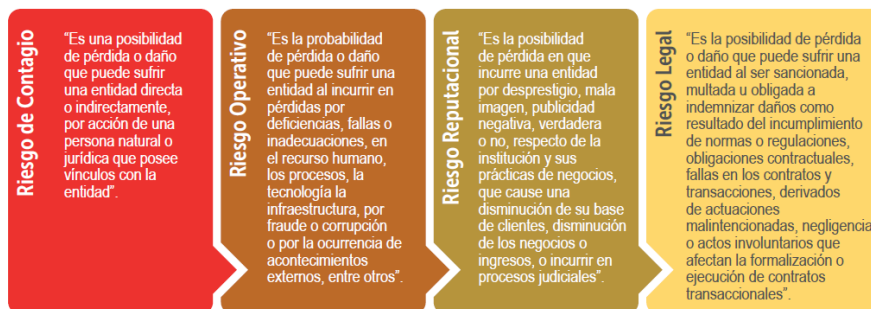 Riesgo de Contagio
“Es una posibilidad
de pérdida o daño
que puede sufrir
una entidad directa
o indirectamente,
por acción de una
persona natural o
jurídica que posee
vínculos con la
entidad”.
Riesgo Operativo
“Es la probabilidad
de pérdida o daño
que puede sufrir una
entidad al incurrir en
pérdidas por
deficiencias, fallas o
inadecuaciones, en
el recurso humano,
los procesos, la
tecnología la
infraestructura, por
fraude o corrupción
o por la ocurrencia de
acontecimientos
externos, entre otros”.
Riesgo Reputacional
“Es la posibilidad
de pérdida en que
incurre una entidad
por desprestigio, mala
imagen, publicidad
negativa, verdadera
o no, respecto de la
institución y sus
prácticas de negocios,
que cause una
disminución de su base
de clientes, disminución
de los negocios o
ingresos, o incurrir en
procesos judiciales”.
Riesgo Legal
“Es la posibilidad de pérdida
o daño que puede sufrir una
entidad al ser sancionada,
multada u obligada a
indemnizar daños como
resultado del incumplimiento
de normas o regulaciones,
obligaciones contractuales,
fallas en los contratos y
transacciones, derivados
de actuaciones
malintencionadas, negligencia
o actos involuntarios que
afectan la formalización o
ejecución de contratos
transaccionales”.